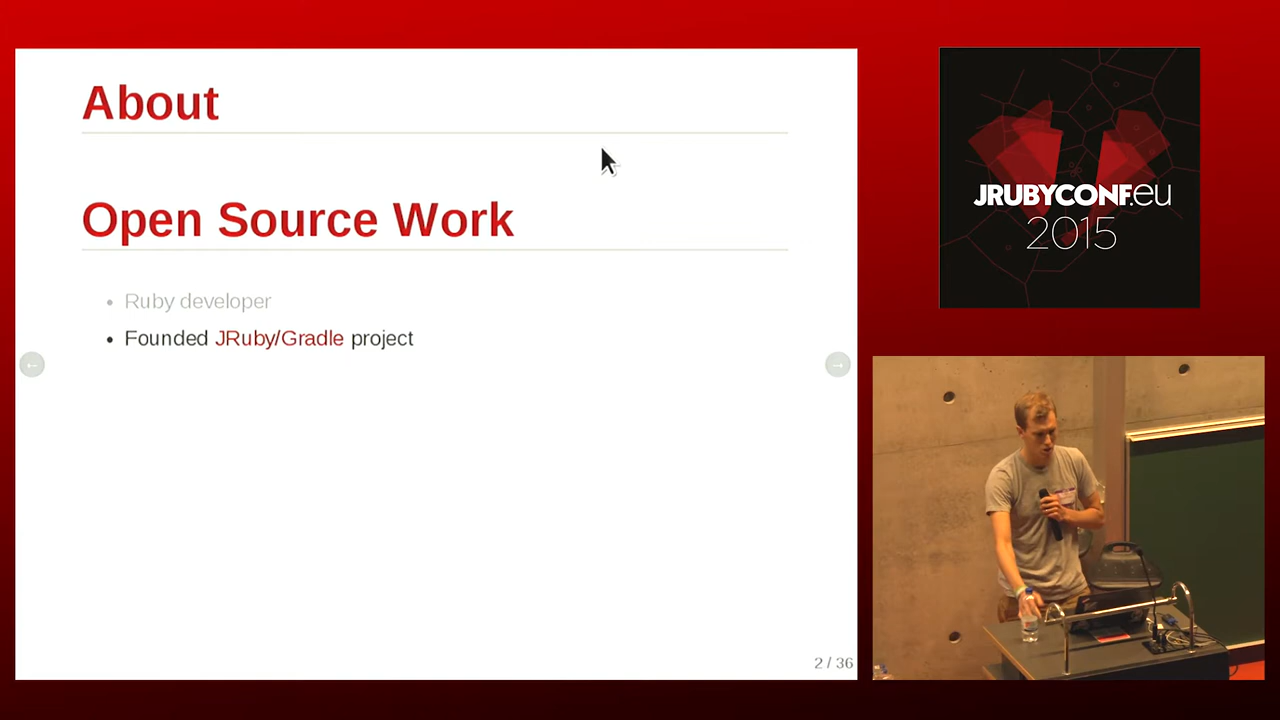 About
Open Source Work
Ruby developer
Founded JRuby/Gradle project
2 / 36
JRUBYCONF.eu
2015